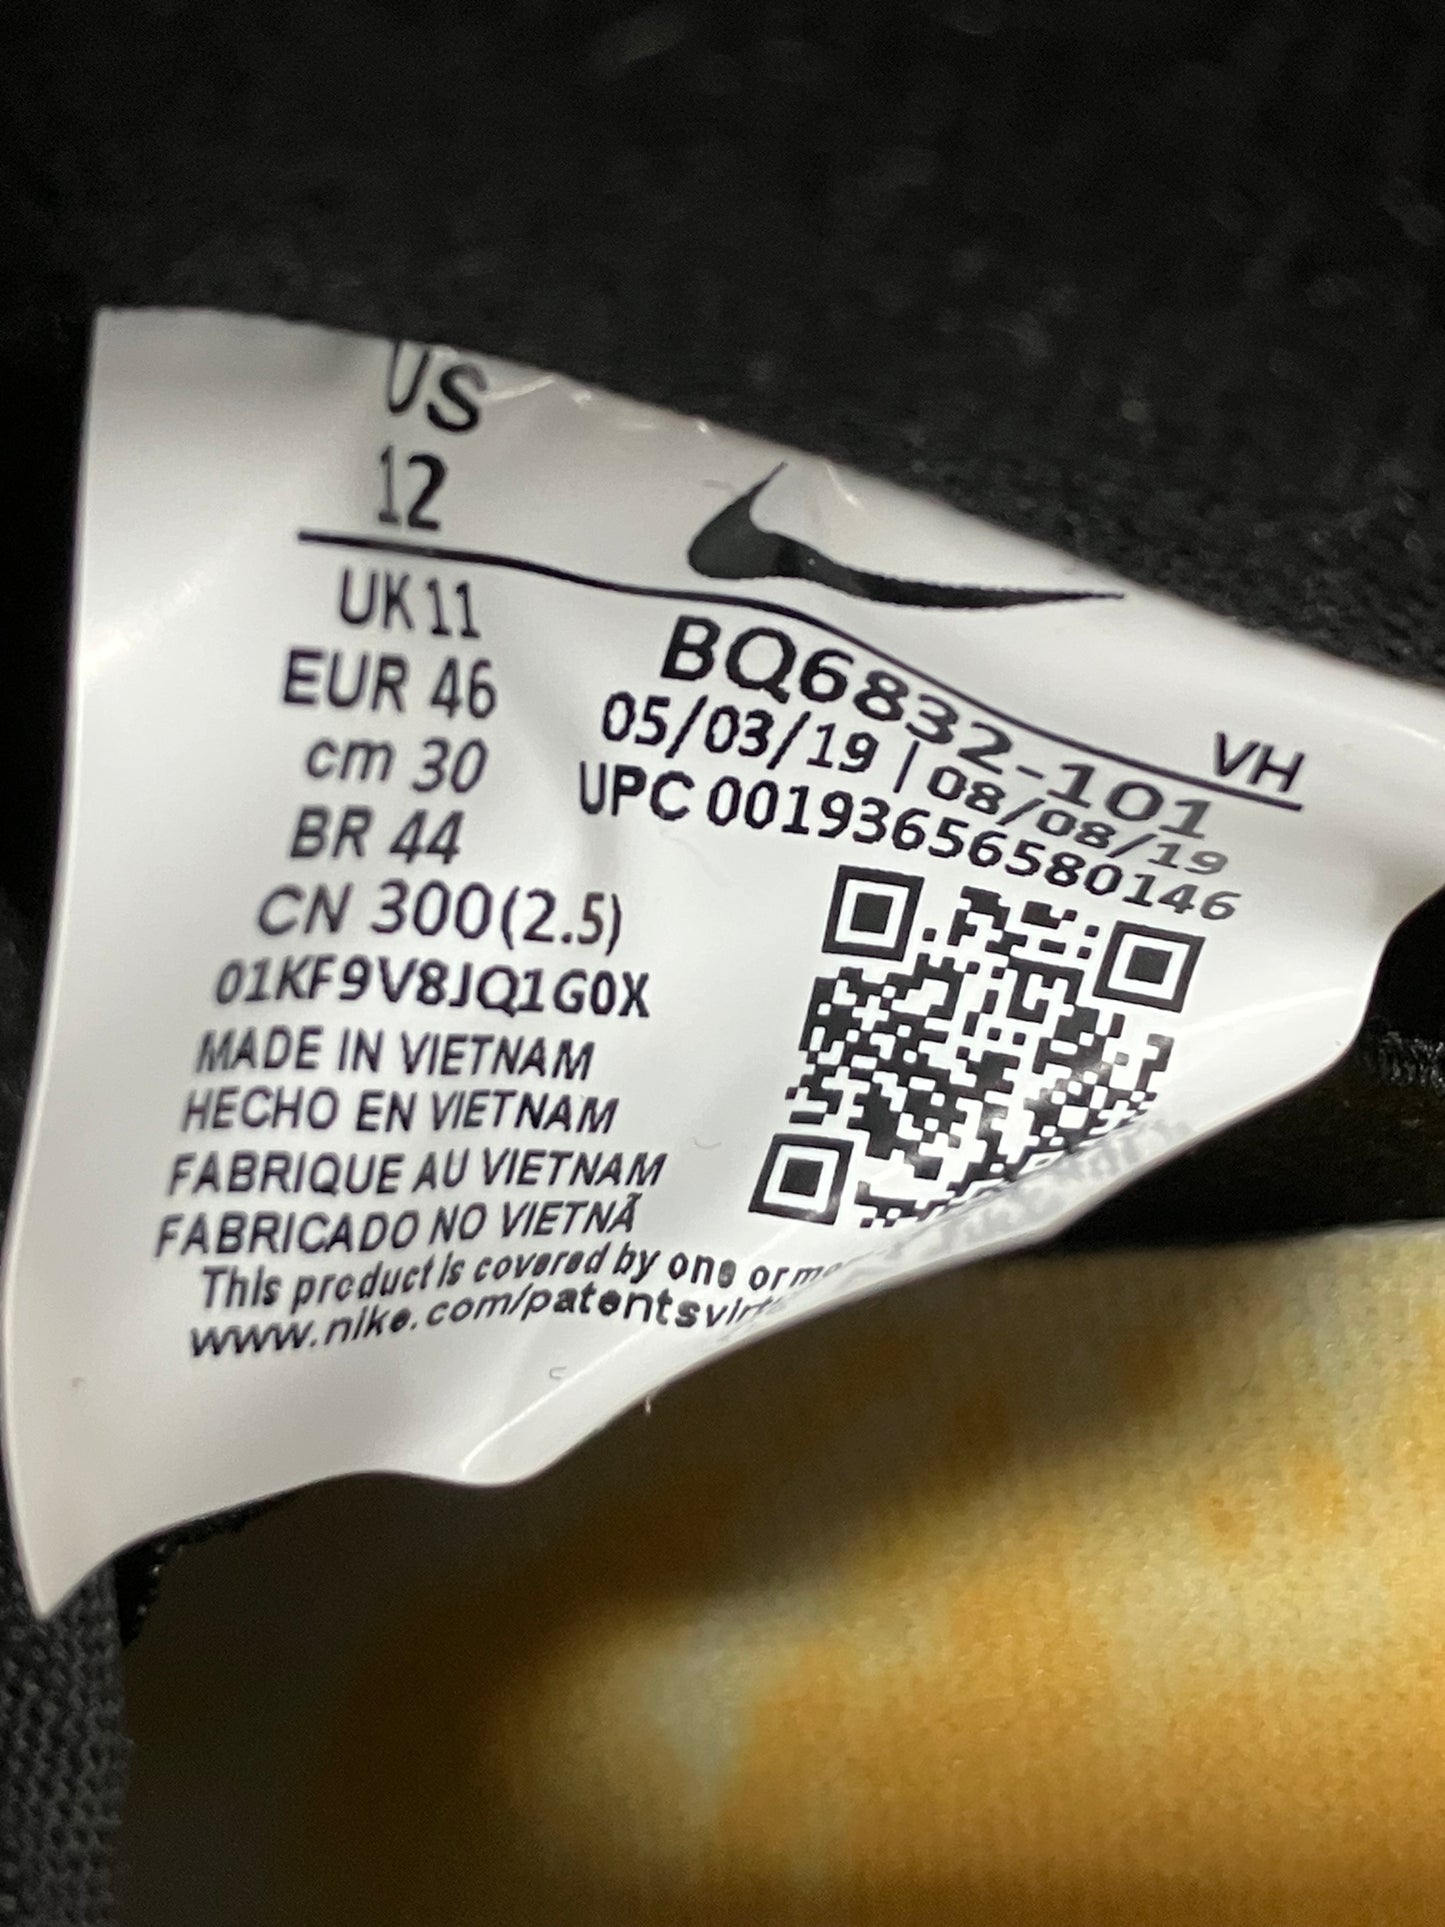 US
12
UK 11
EUR 46
cm 30
BR 44
CN 300(2.5)
01KF9V8JQ1G0X
MADE IN VIETNAM
HECHO EN VIETNAM
FABRIQUE AU VIETNAM
FABRICADO NO VIETNÃ
This product is covered by one or
www.nike.com/patents
VH
BQ6832-101
05/03/19 | 08/08/19
UPC 00193656580146